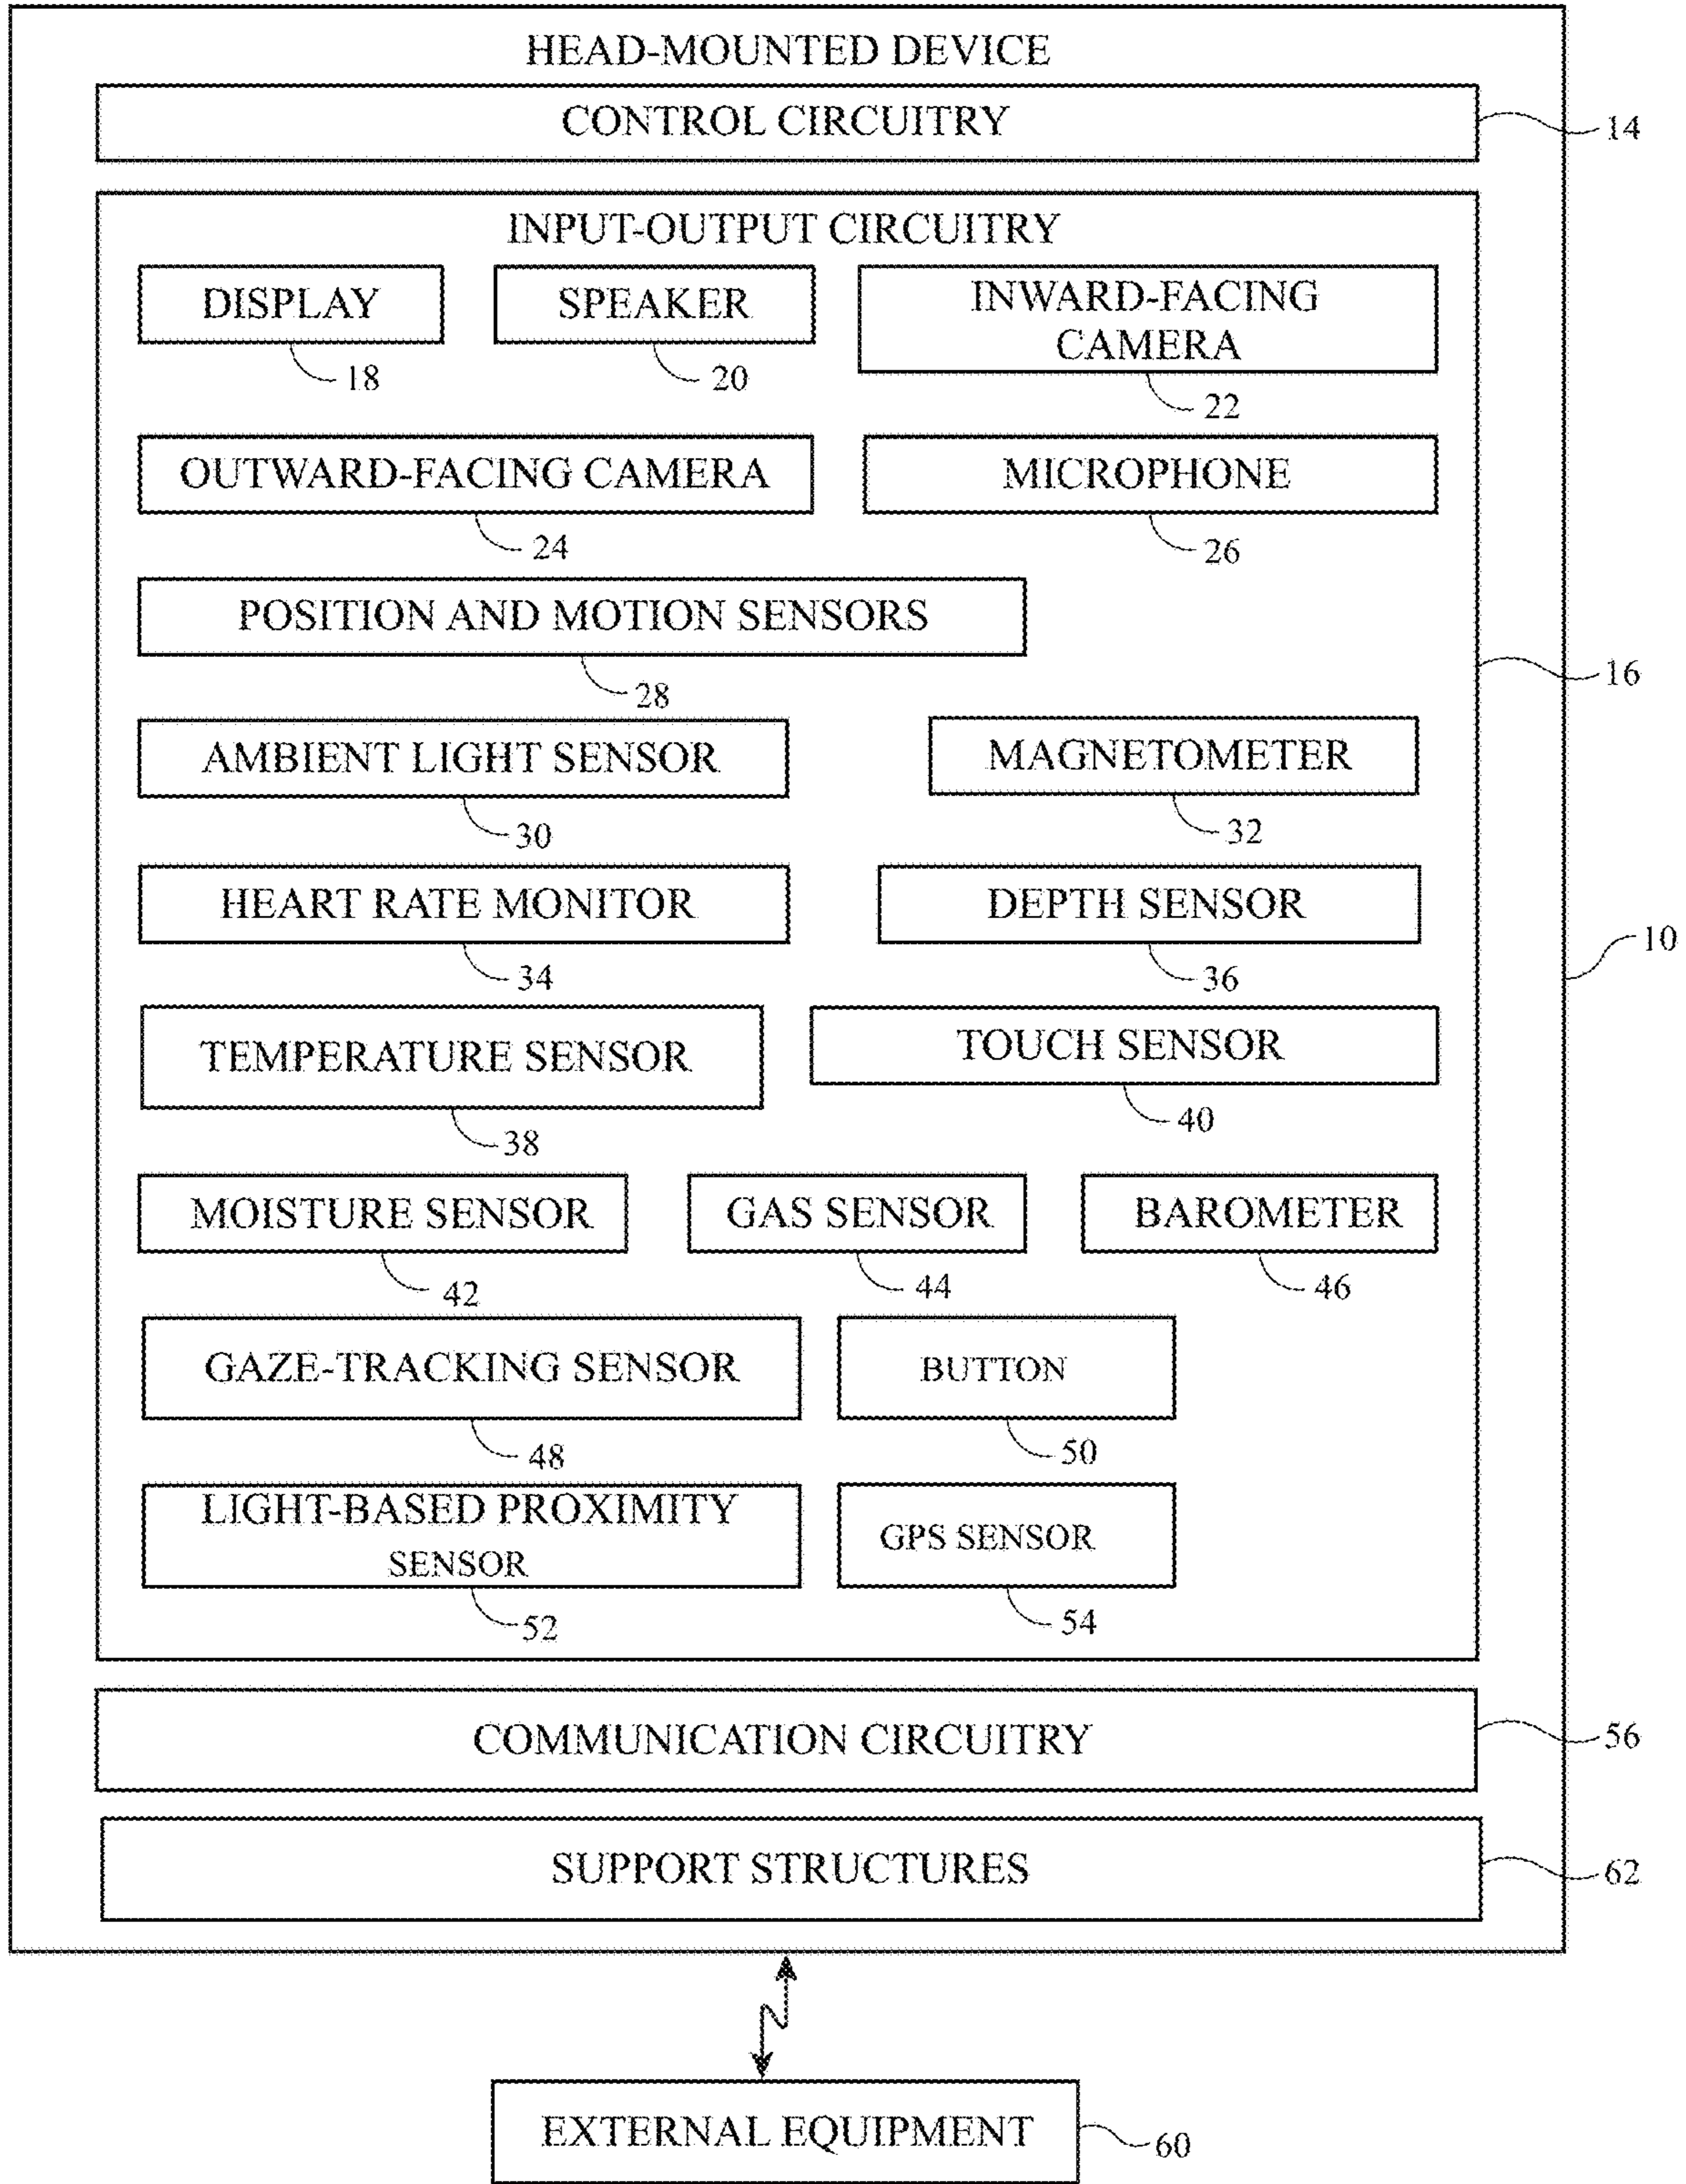 HEAD-MOUNTED DEVICE
CONTROL CIRCUITRY
14
INPUT-OUTPUT CIRCUITRY
DISPLAY
18
SPEAKER
20
INWARD-FACING
CAMERA
22
OUTWARD-FACING CAMERA
24
MICROPHONE
26
POSITION AND MOTION SENSORS
28
16
AMBIENT LIGHT SENSOR
30
MAGNETOMETER
32
HEART RATE MONITOR
34
DEPTH SENSOR
36
10
TEMPERATURE SENSOR
38
TOUCH SENSOR
40
MOISTURE SENSOR
42
GAS SENSOR
44
BAROMETER
46
GAZE-TRACKING SENSOR
48
BUTTON
50
LIGHT-BASED PROXIMITY
SENSOR
52
GPS SENSOR
54
COMMUNICATION CIRCUITRY
56
SUPPORT STRUCTURES
62
EXTERNAL EQUIPMENT
60